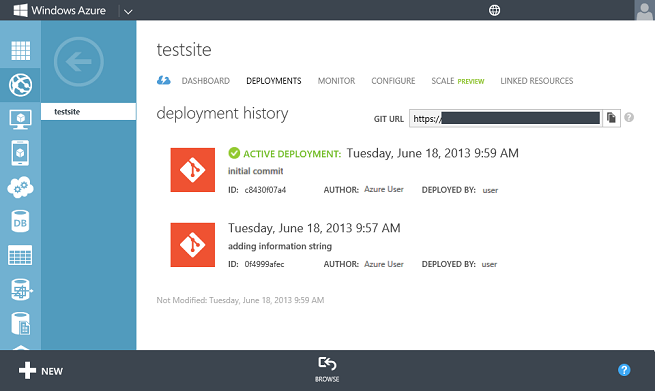 Windows Azure
testsite
testsite
DASHBOARD DEPLOYMENTS MONITOR CONFIGURE SCALE PREVIEW LINKED RESOURCES
deployment history
GIT URL https://
?
ACTIVE DEPLOYMENT: Tuesday, June 18, 2013 9:59 AM
initial commit
ID: c8430f07a4 AUTHOR: Azure User DEPLOYED BY: user
Tuesday, June 18, 2013 9:57 AM
adding information string
ID: 0f4999afec AUTHOR: Azure User DEPLOYED BY: user
DB
Not Modified: Tuesday, June 18, 2013 9:59 AM
NEW
BROWSE
?